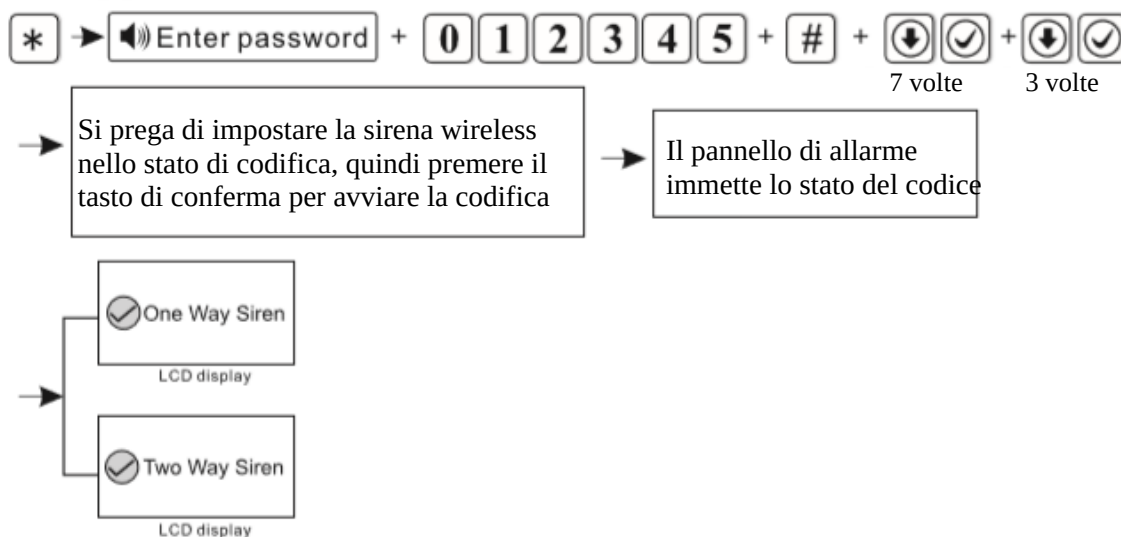 * Enter password + 0 1 2 3 4 5 + # + +
7 volte 3 volte
Si prega di impostare la sirena wireless
nello stato di codifica, quindi premere il
tasto di conferma per avviare la codifica
Il pannello di allarme
immette lo stato del codice
One Way Siren
LCD display
Two Way Siren
LCD display